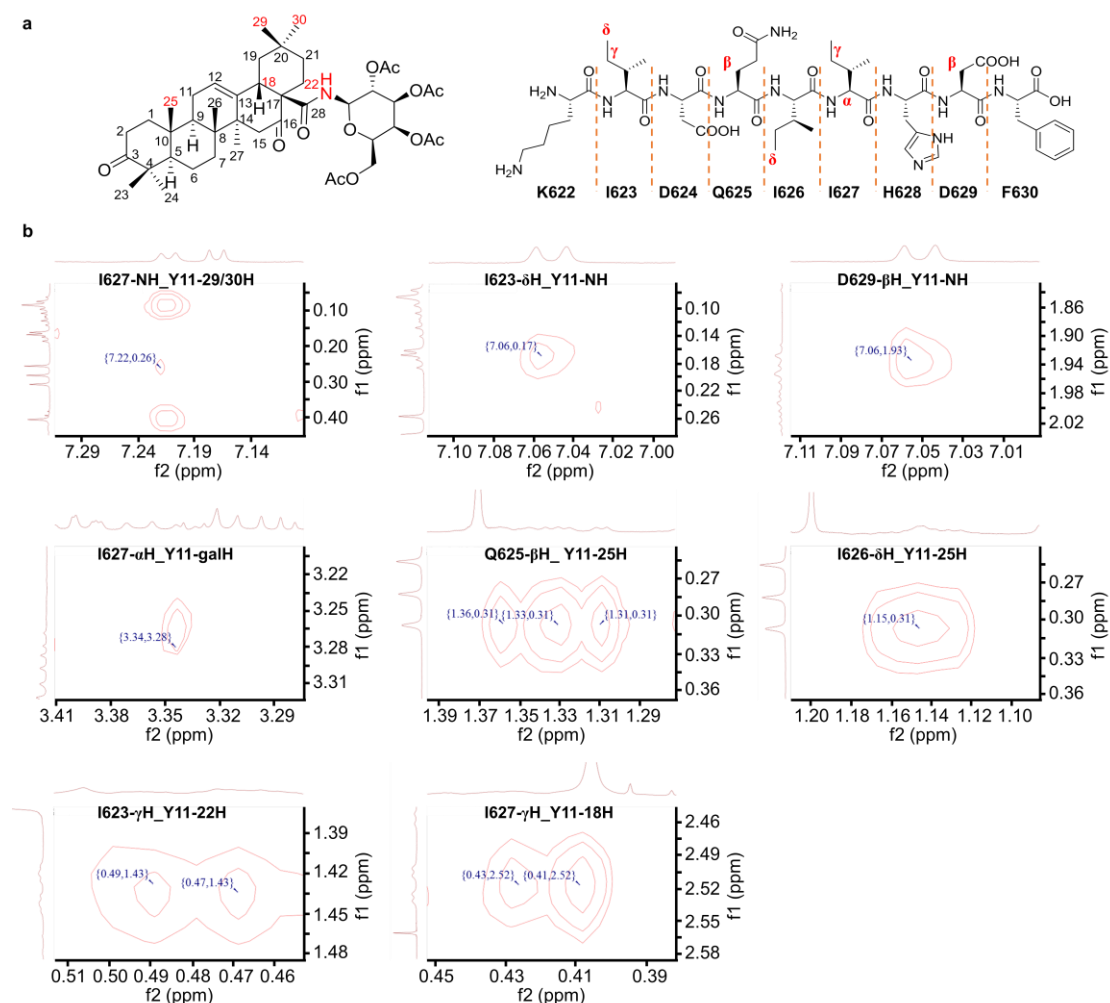 a
29
30
19
20
21
12
11
18
22
H
N
OAc
O
O
OAc
25
26
13
17
28
1
9
H
14
16
O
OAc
2
10
8
15
O
3
5
7
27
AcO
O
4
H
6
23
24
δ
γ
O
NH2
β
γ
β
COOH
O
H2N
H
N
O
N
H
O
H
N
O
N
H
O
H
N
α
O
N
H
O
H
N
O
N
H
O
OH
COOH
δ
NH
N
H2N
K622 I623 D624 Q625 I626 I627 H628 D629 F630
b
I627-NH_Y11-29/30H
{7.22,0.26}
0.10
0.20
0.30
0.40
f1 (ppm)
7.29 7.24 7.19 7.14
f2 (ppm)
I623-δH_Y11-NH
{7.06,0.17}
0.10
0.14
0.18
0.22
0.26
f1 (ppm)
7.10 7.08 7.06 7.04 7.02 7.00
f2 (ppm)
D629-βH_Y11-NH
{7.06,1.93}
1.86
1.90
1.94
1.98
2.02
f1 (ppm)
7.11 7.09 7.07 7.05 7.03 7.01
f2 (ppm)
I627-αH_Y11-galH
{3.34,3.28}
3.22
3.25
3.28
3.31
f1 (ppm)
3.41 3.38 3.35 3.32 3.29
f2 (ppm)
Q625-βH_ Y11-25H
{1.36,0.31} {1.33,0.31} {1.31,0.31}
0.27
0.30
0.33
0.36
f1 (ppm)
1.39 1.37 1.35 1.33 1.31 1.29
f2 (ppm)
I626-δH_Y11-25H
{1.15,0.31}
0.27
0.30
0.33
0.36
f1 (ppm)
1.20 1.18 1.16 1.14 1.12 1.10
f2 (ppm)
I623-γH_Y11-22H
{0.49,1.43} {0.47,1.43}
1.39
1.42
1.45
1.48
f1 (ppm)
0.51 0.50 0.49 0.48 0.47 0.46
f2 (ppm)
I627-γH_Y11-18H
{0.43,2.52} {0.41,2.52}
2.46
2.49
2.52
2.55
2.58
f1 (ppm)
0.45 0.43 0.41 0.39
f2 (ppm)